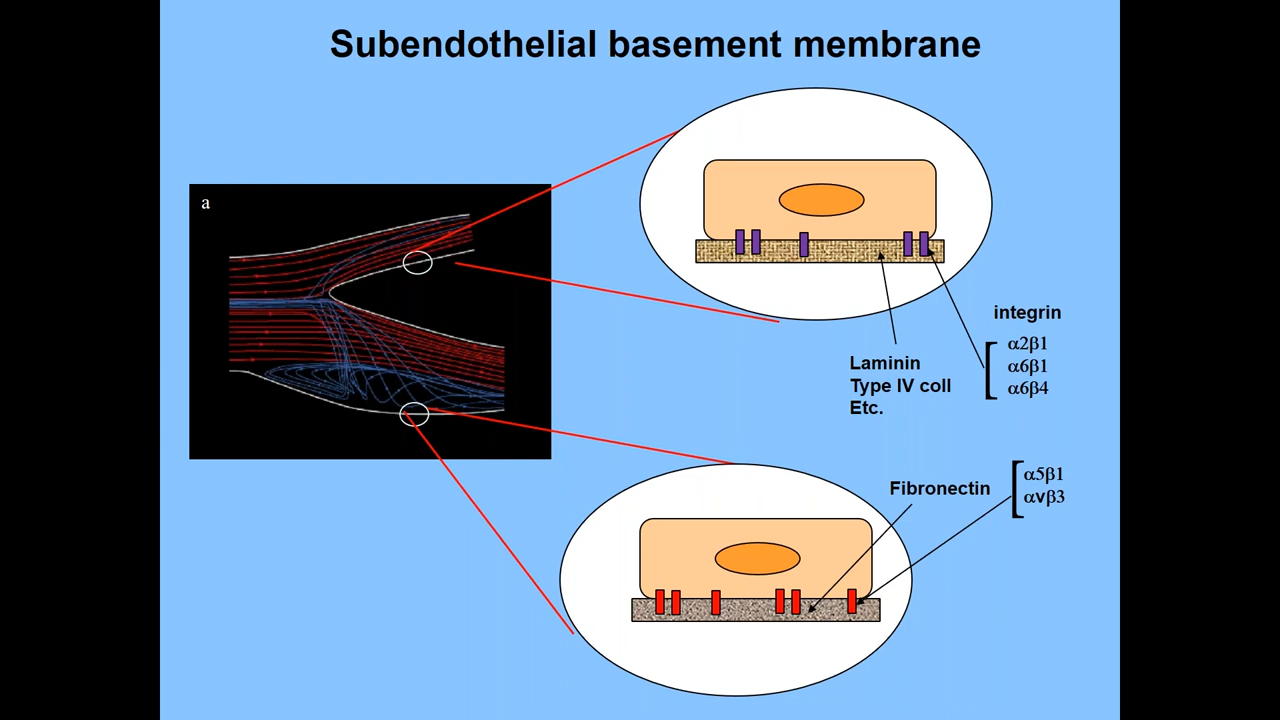 Subendothelial basement membrane
a
integrin
α2β1
α6β1
α6β4
Laminin
Type IV coll
Etc.
Fibronectin
α5β1
αvβ3